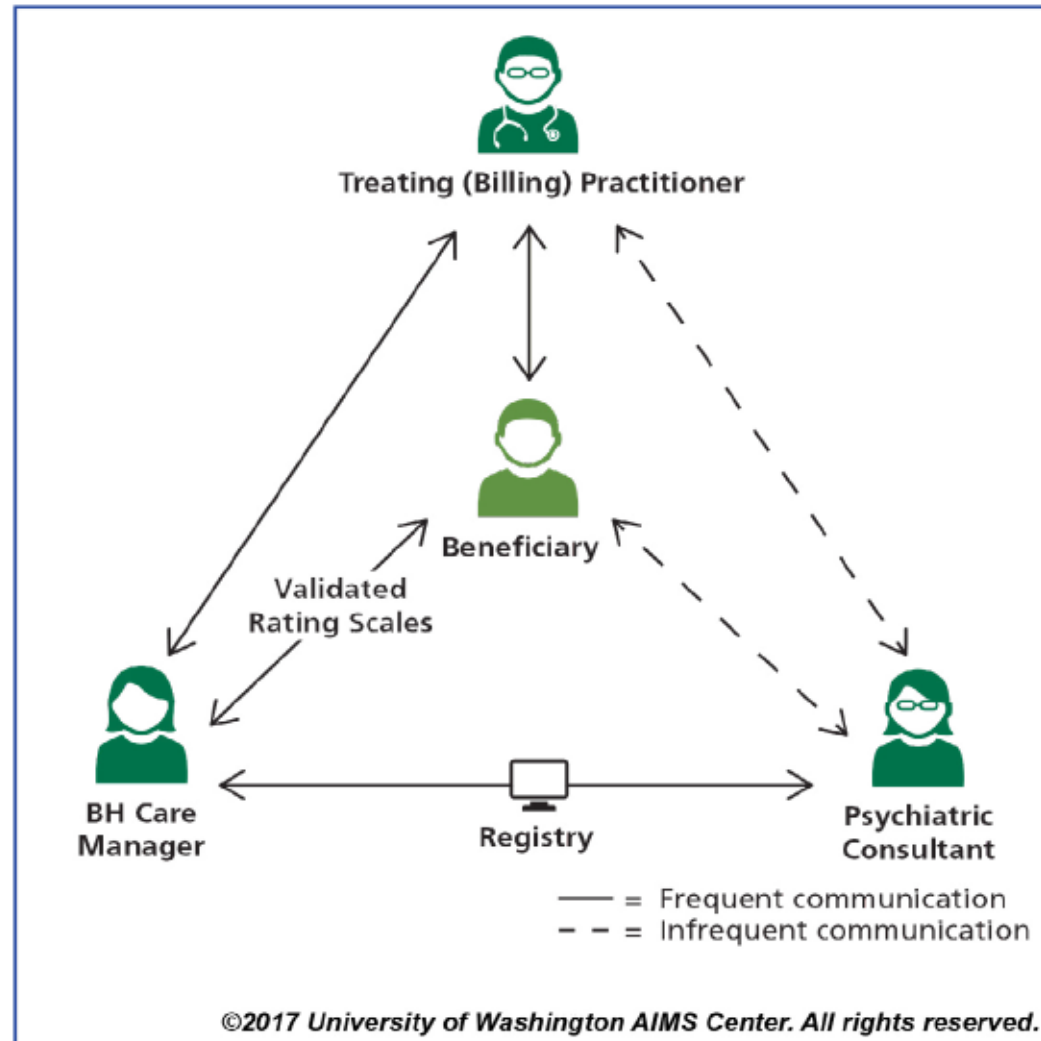 Treating (Billing) Practitioner
Beneficiary
Validated
Rating Scales
BH Care
Manager
Registry
Psychiatric
Consultant
= Frequent communication
= Infrequent communication
©2017 University of Washington AIMS Center. All rights reserved.